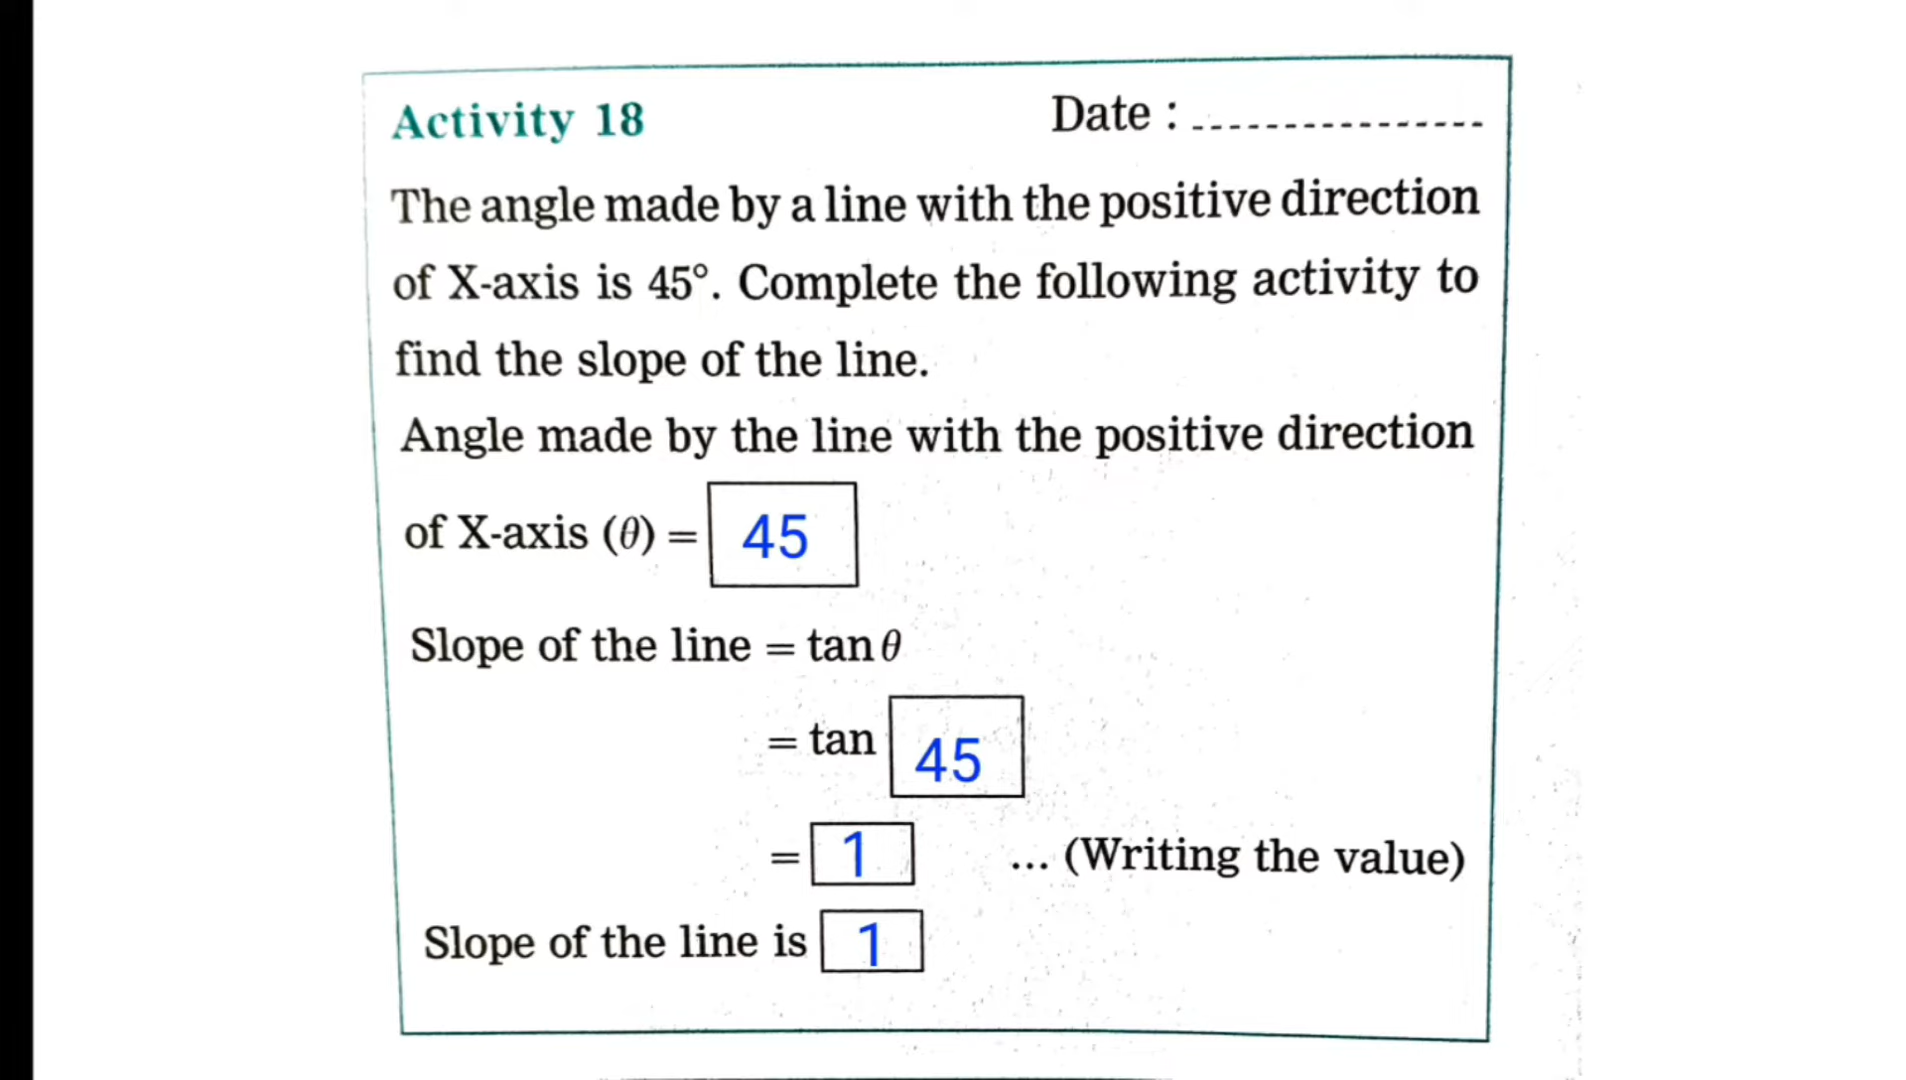 Activity 18 Date : ................
The angle made by a line with the positive direction
of X-axis is 45°. Complete the following activity to
find the slope of the line.
Angle made by the line with the positive direction
of X-axis (θ) = 45
Slope of the line = tan θ
= tan 45
= 1 ... (Writing the value)
Slope of the line is 1